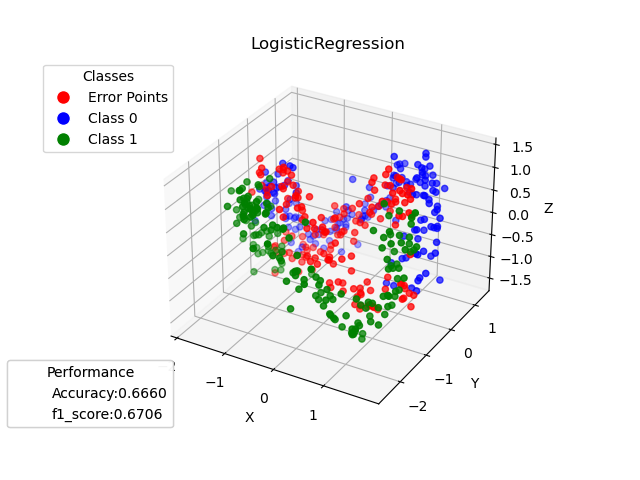 LogisticRegression
Classes
Error Points
Class 0
Class 1
1.5
1.0
0.5
0.0
−0.5
−1.0
−1.5
Z
1
0
−1
−2
Y
−1
0
1
X
Performance
Accuracy:0.6660
f1_score:0.6706